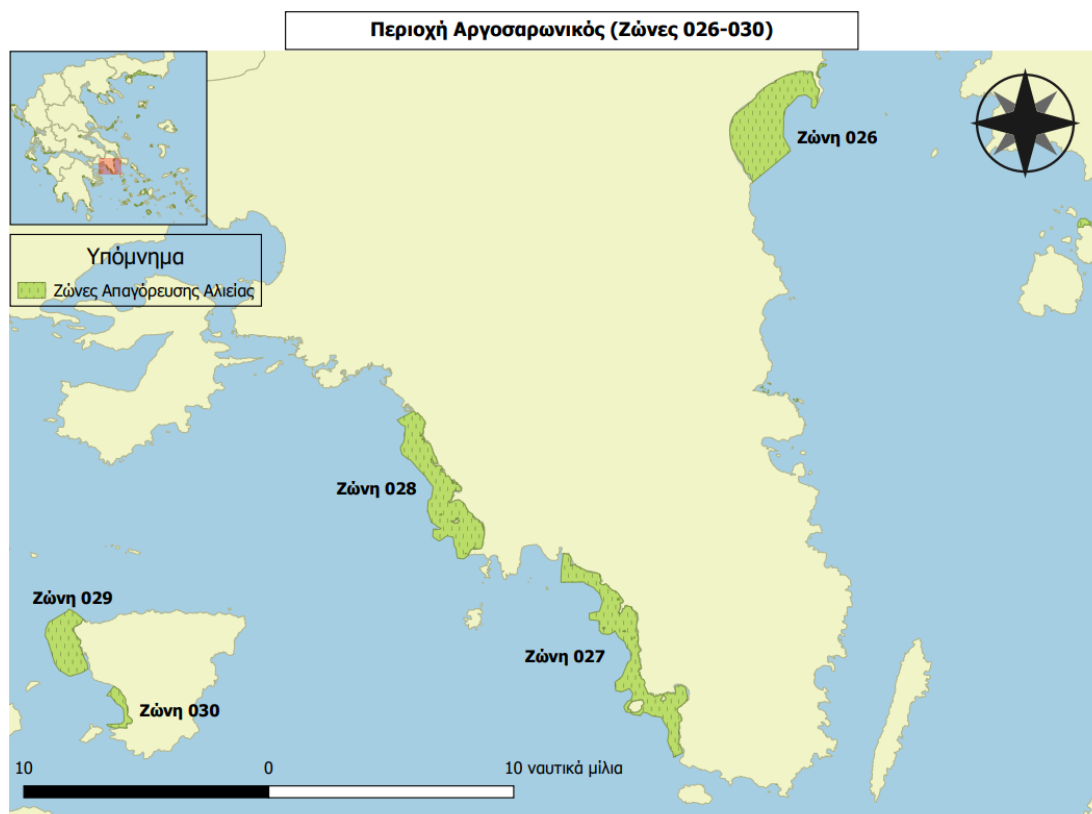 Περιοχή Αργοσαρωνικός (Ζώνες 026-030)
Ζώνη 026
Υπόμνημα
Ζώνες Απαγόρευσης Αλιείας
Ζώνη 028
Ζώνη 029
Ζώνη 027
Ζώνη 030
10 0 10 ναυτικά μίλια